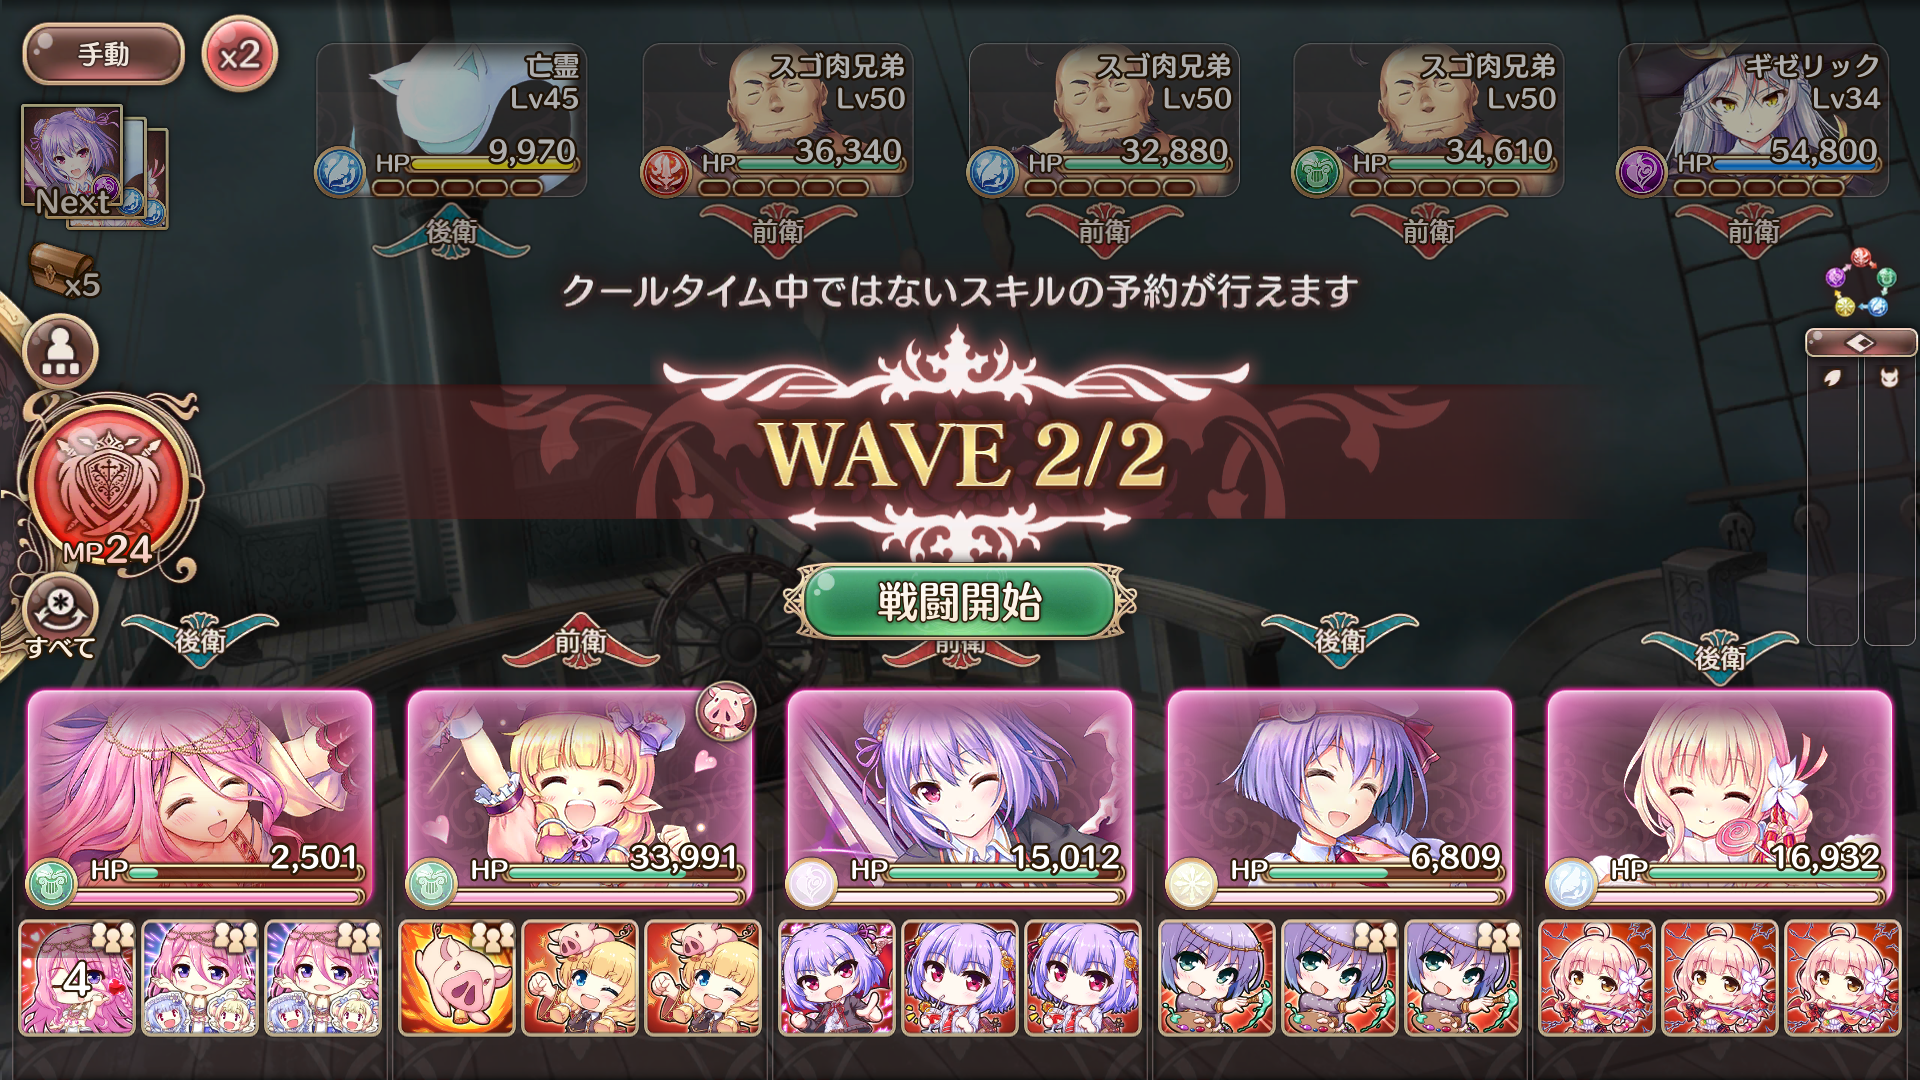 手動
x2
亡霊
Lv45
HP 9,970
後衛
スゴ肉兄弟
Lv50
HP 36,340
前衛
スゴ肉兄弟
Lv50
HP 32,880
前衛
スゴ肉兄弟
Lv50
HP 34,610
前衛
ギゼリック
Lv34
HP 54,800
前衛
Next
x5
クールタイム中ではないスキルの予約が行えます
WAVE 2/2
戦闘開始
MP24
すべて
後衛
前衛
前衛
後衛
後衛
HP 2,501
HP 33,991
HP 15,012
HP 6,809
HP 16,932
-4